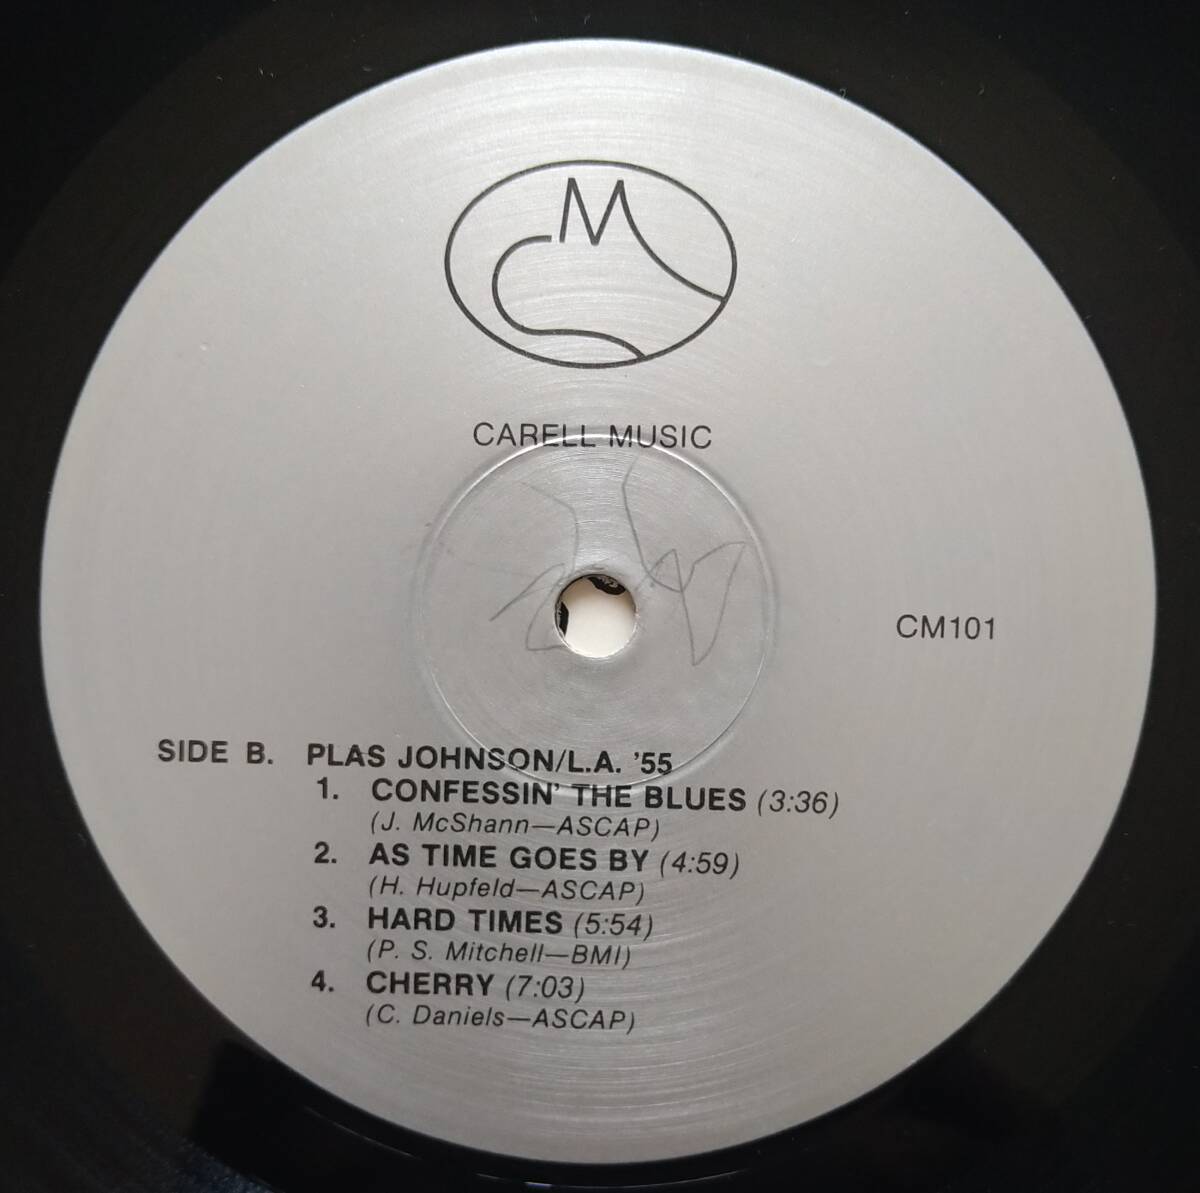 CM
CARELL MUSIC
CM101
SIDE B. PLAS JOHNSON/L.A. '55
1. CONFESSIN' THE BLUES (3:36)
(J. McShann—ASCAP)
2. AS TIME GOES BY (4:59)
(H. Hupfeld—ASCAP)
3. HARD TIMES (5:54)
(P. S. Mitchell—BMI)
4. CHERRY (7:03)
(C. Daniels—ASCAP)